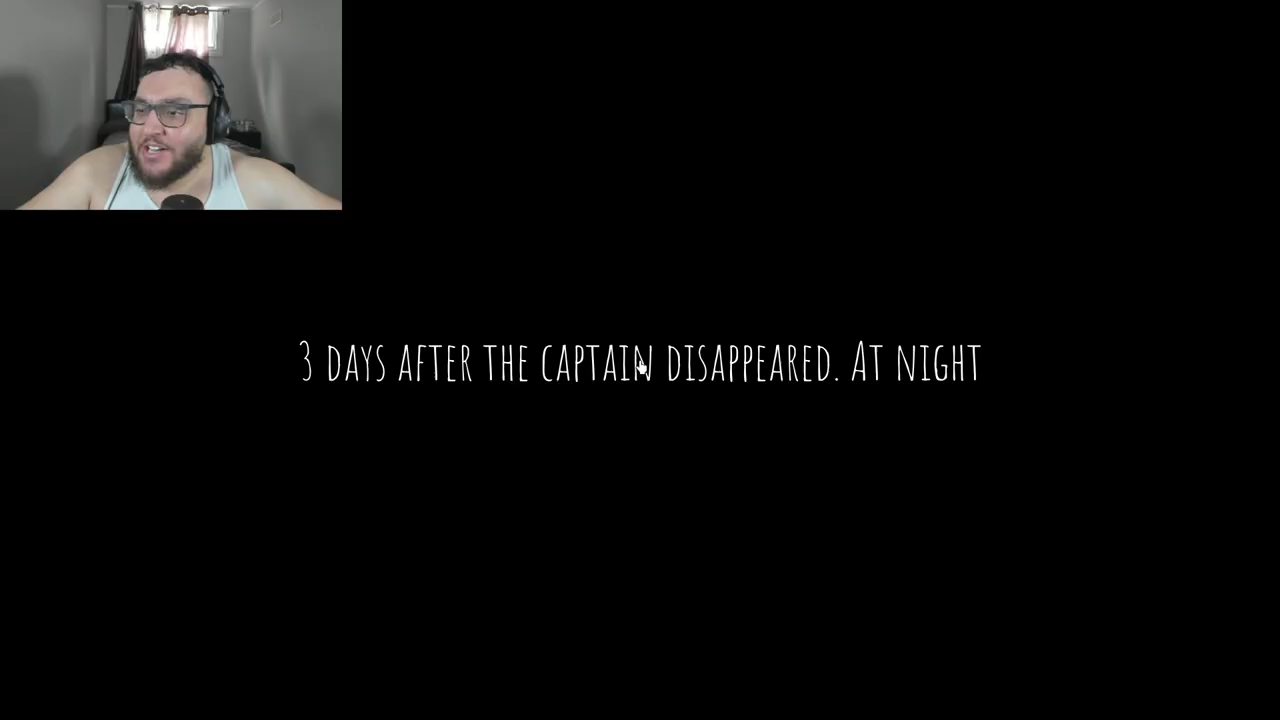 3 DAYS AFTER THE CAPTAIN DISAPPEARED. AT NIGHT